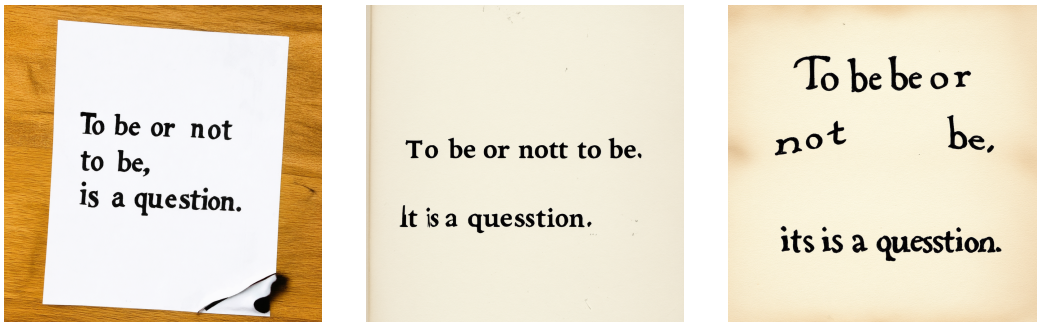 To be or not
to be,
is a question.
To be or nott to be.
It is a quesstion.
To be be or
not be,
its is a quesstion.